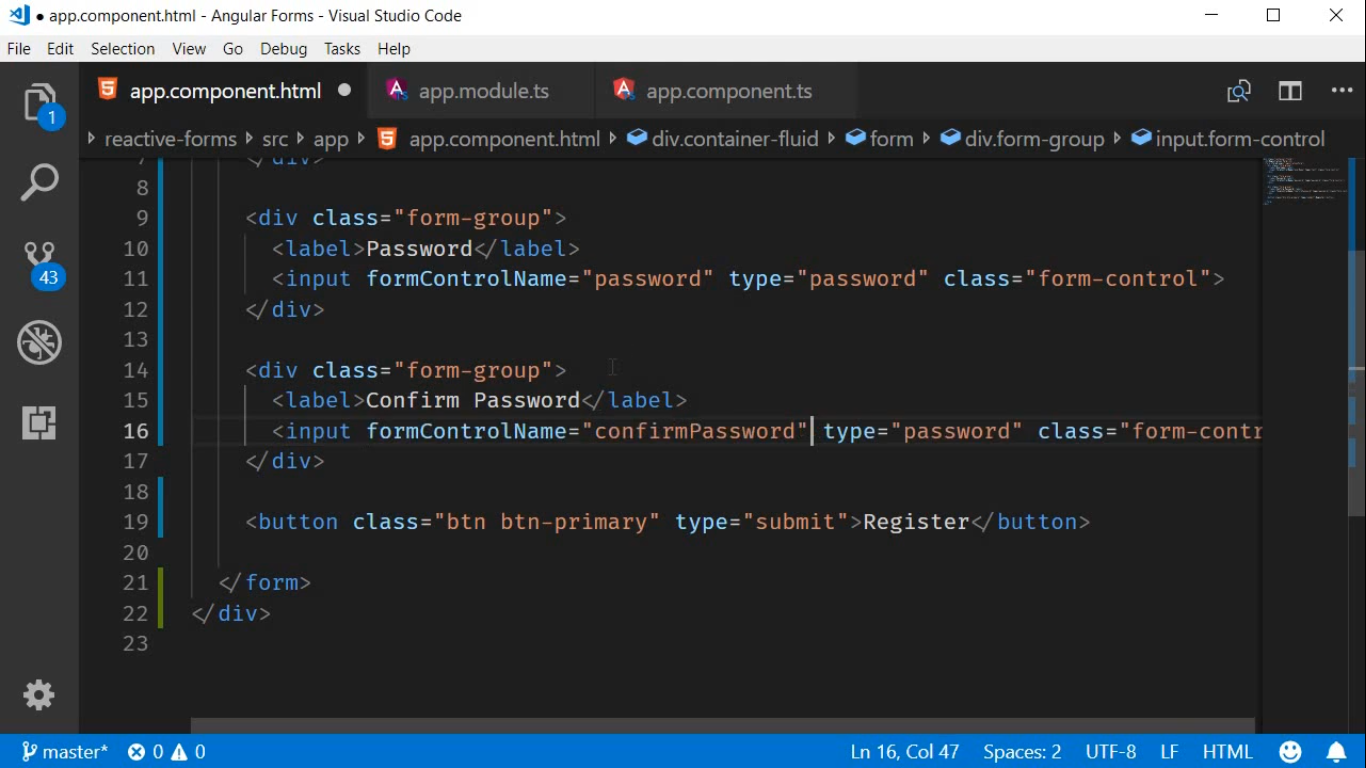 ● app.component.html - Angular Forms - Visual Studio Code
File Edit Selection View Go Debug Tasks Help
app.component.html ● app.module.ts app.component.ts
1
reactive-forms src app app.component.html div.container-fluid form div.form-group input.form-control
7 </div>
8
9 <div class="form-group">
10 <label>Password</label>
11 <input formControlName="password" type="password" class="form-control">
12 </div>
13
14 <div class="form-group">
15 <label>Confirm Password</label>
16 <input formControlName="confirmPassword" type="password" class="form-contr
17 </div>
18
19 <button class="btn btn-primary" type="submit">Register</button>
20
21 </form>
22 </div>
23
43
master* 0 0 Ln 16, Col 47 Spaces: 2 UTF-8 LF HTML